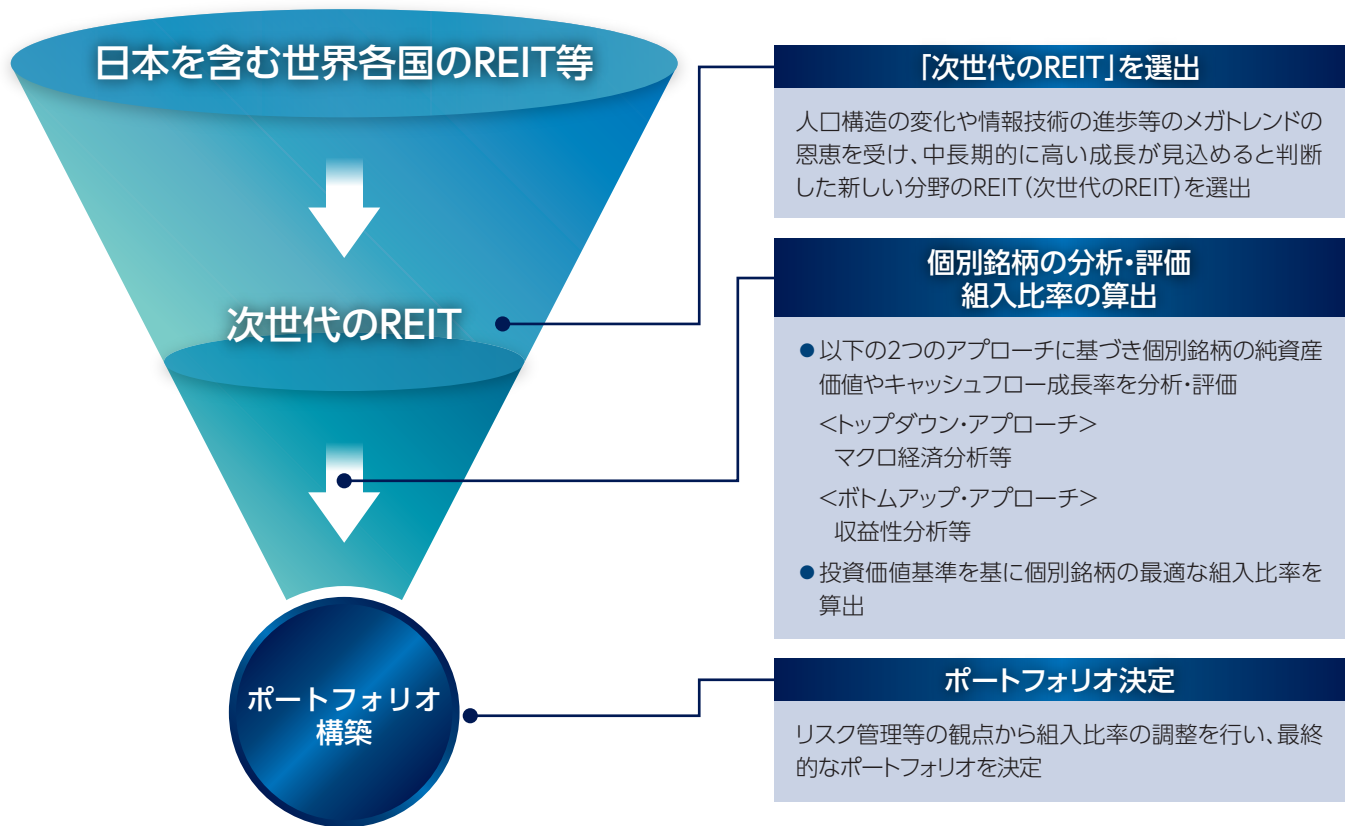 日本を含む世界各国のREIT等
次世代のREIT
ポートフォリオ
構築
「次世代のREIT」を選出
人口構造の変化や情報技術の進歩等のメガトレンドの
恩恵を受け、中長期的に高い成長が見込めると判断
した新しい分野のREIT(次世代のREIT)を選出
個別銘柄の分析・評価
組入比率の算出
●以下の2つのアプローチに基づき個別銘柄の純資産
価値やキャッシュフロー成長率を分析・評価
<トップダウン・アプローチ>
マクロ経済分析等
<ボトムアップ・アプローチ>
収益性分析等
●投資価値基準を基に個別銘柄の最適な組入比率を
算出
ポートフォリオ決定
リスク管理等の観点から組入比率の調整を行い、最終
的なポートフォリオを決定